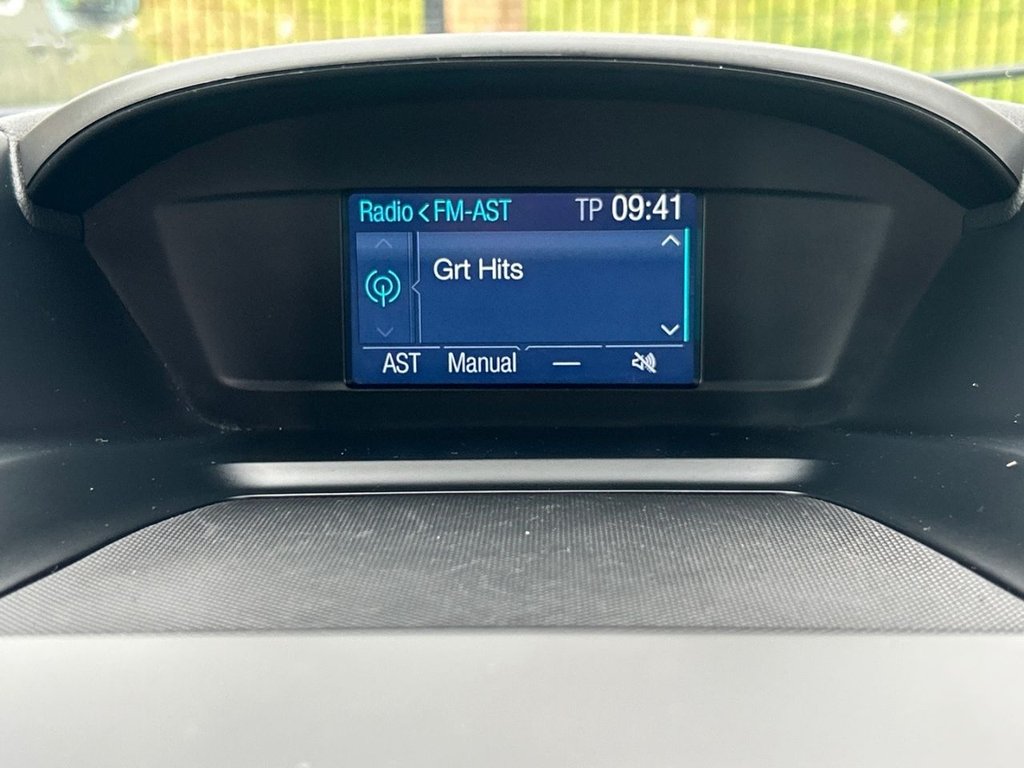 Radio < FM-AST TP 09:41
Grt Hits
AST Manual —